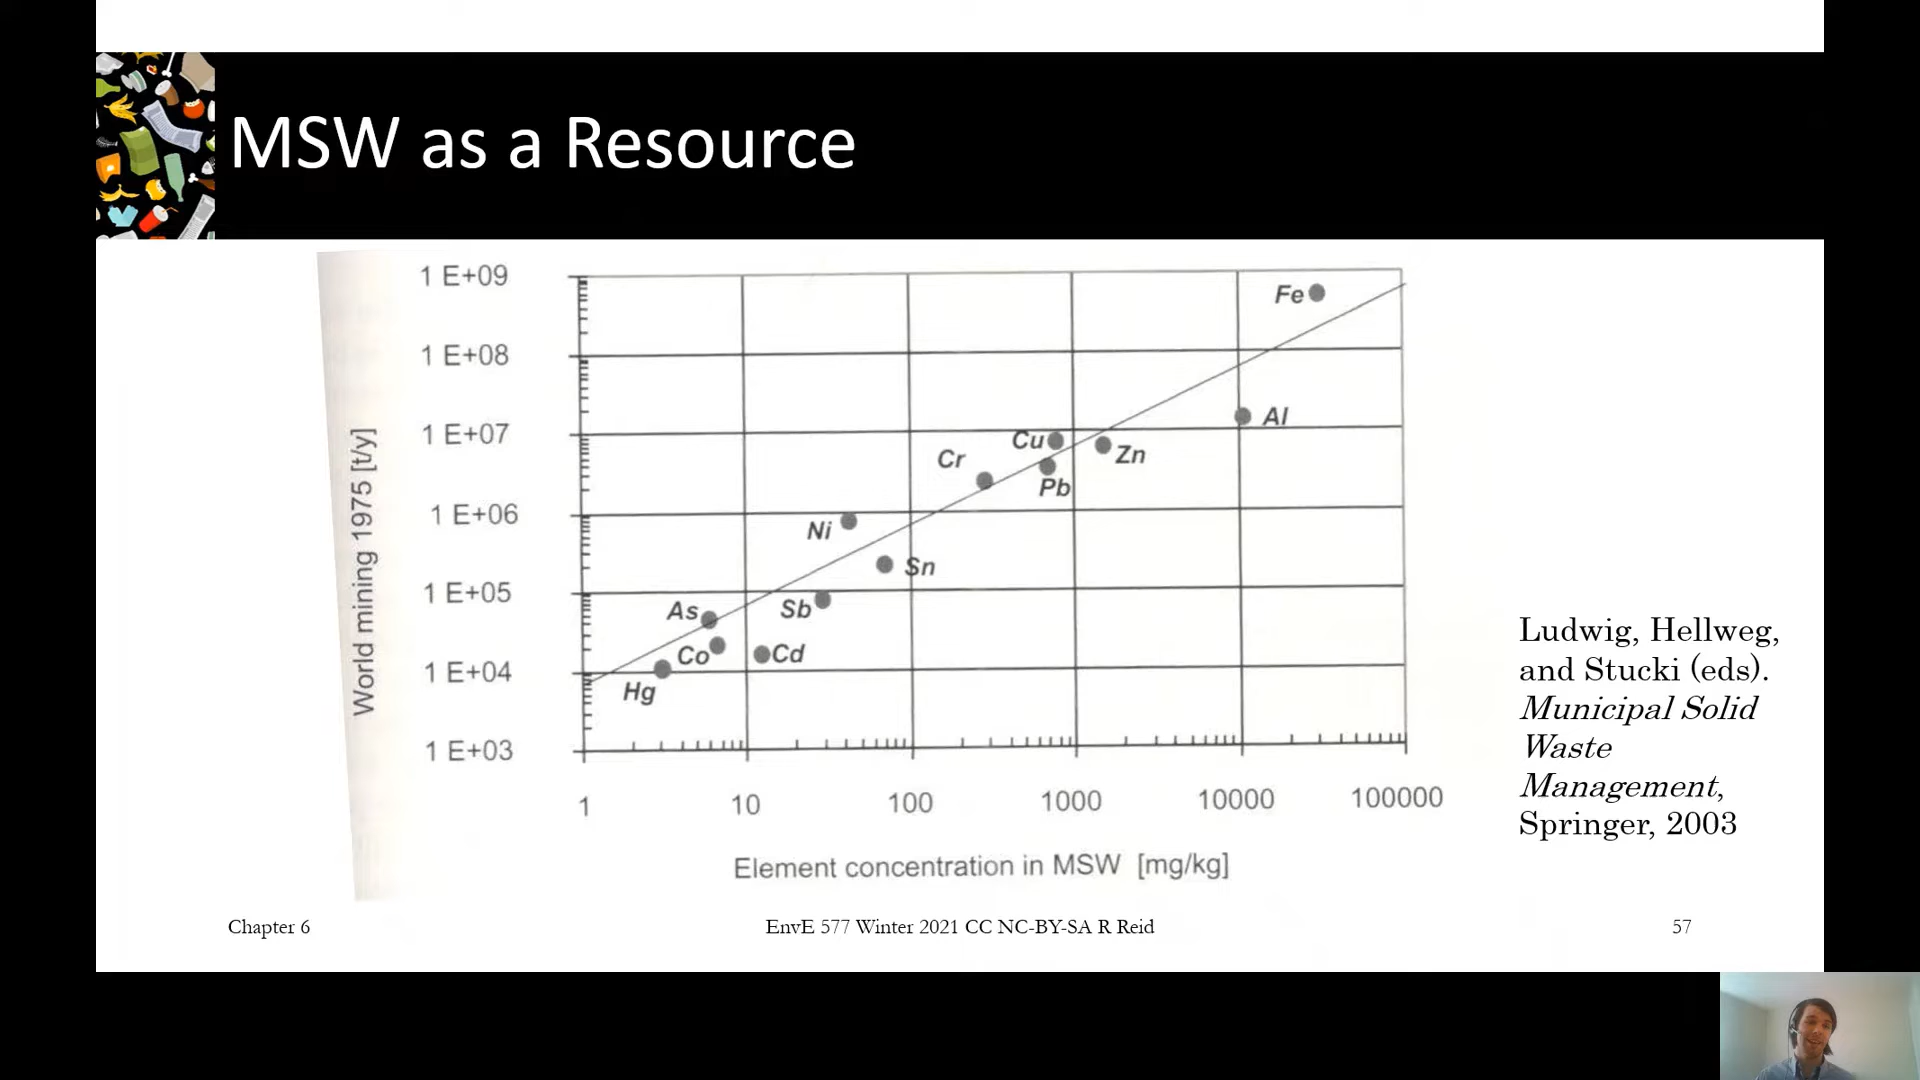 MSW as a Resource
1 E+09
1 E+08
1 E+07
1 E+06
1 E+05
1 E+04
1 E+03
World mining 1975 [t/y]
Fe
Al
Cu
Zn
Cr
Pb
Ni
Sn
As
Sb
Co
Cd
Hg
1 10 100 1000 10000 100000
Element concentration in MSW [mg/kg]
Ludwig, Hellweg,
and Stucki (eds).
Municipal Solid
Waste
Management,
Springer, 2003
Chapter 6
EnvE 577 Winter 2021 CC NC-BY-SA R Reid
57